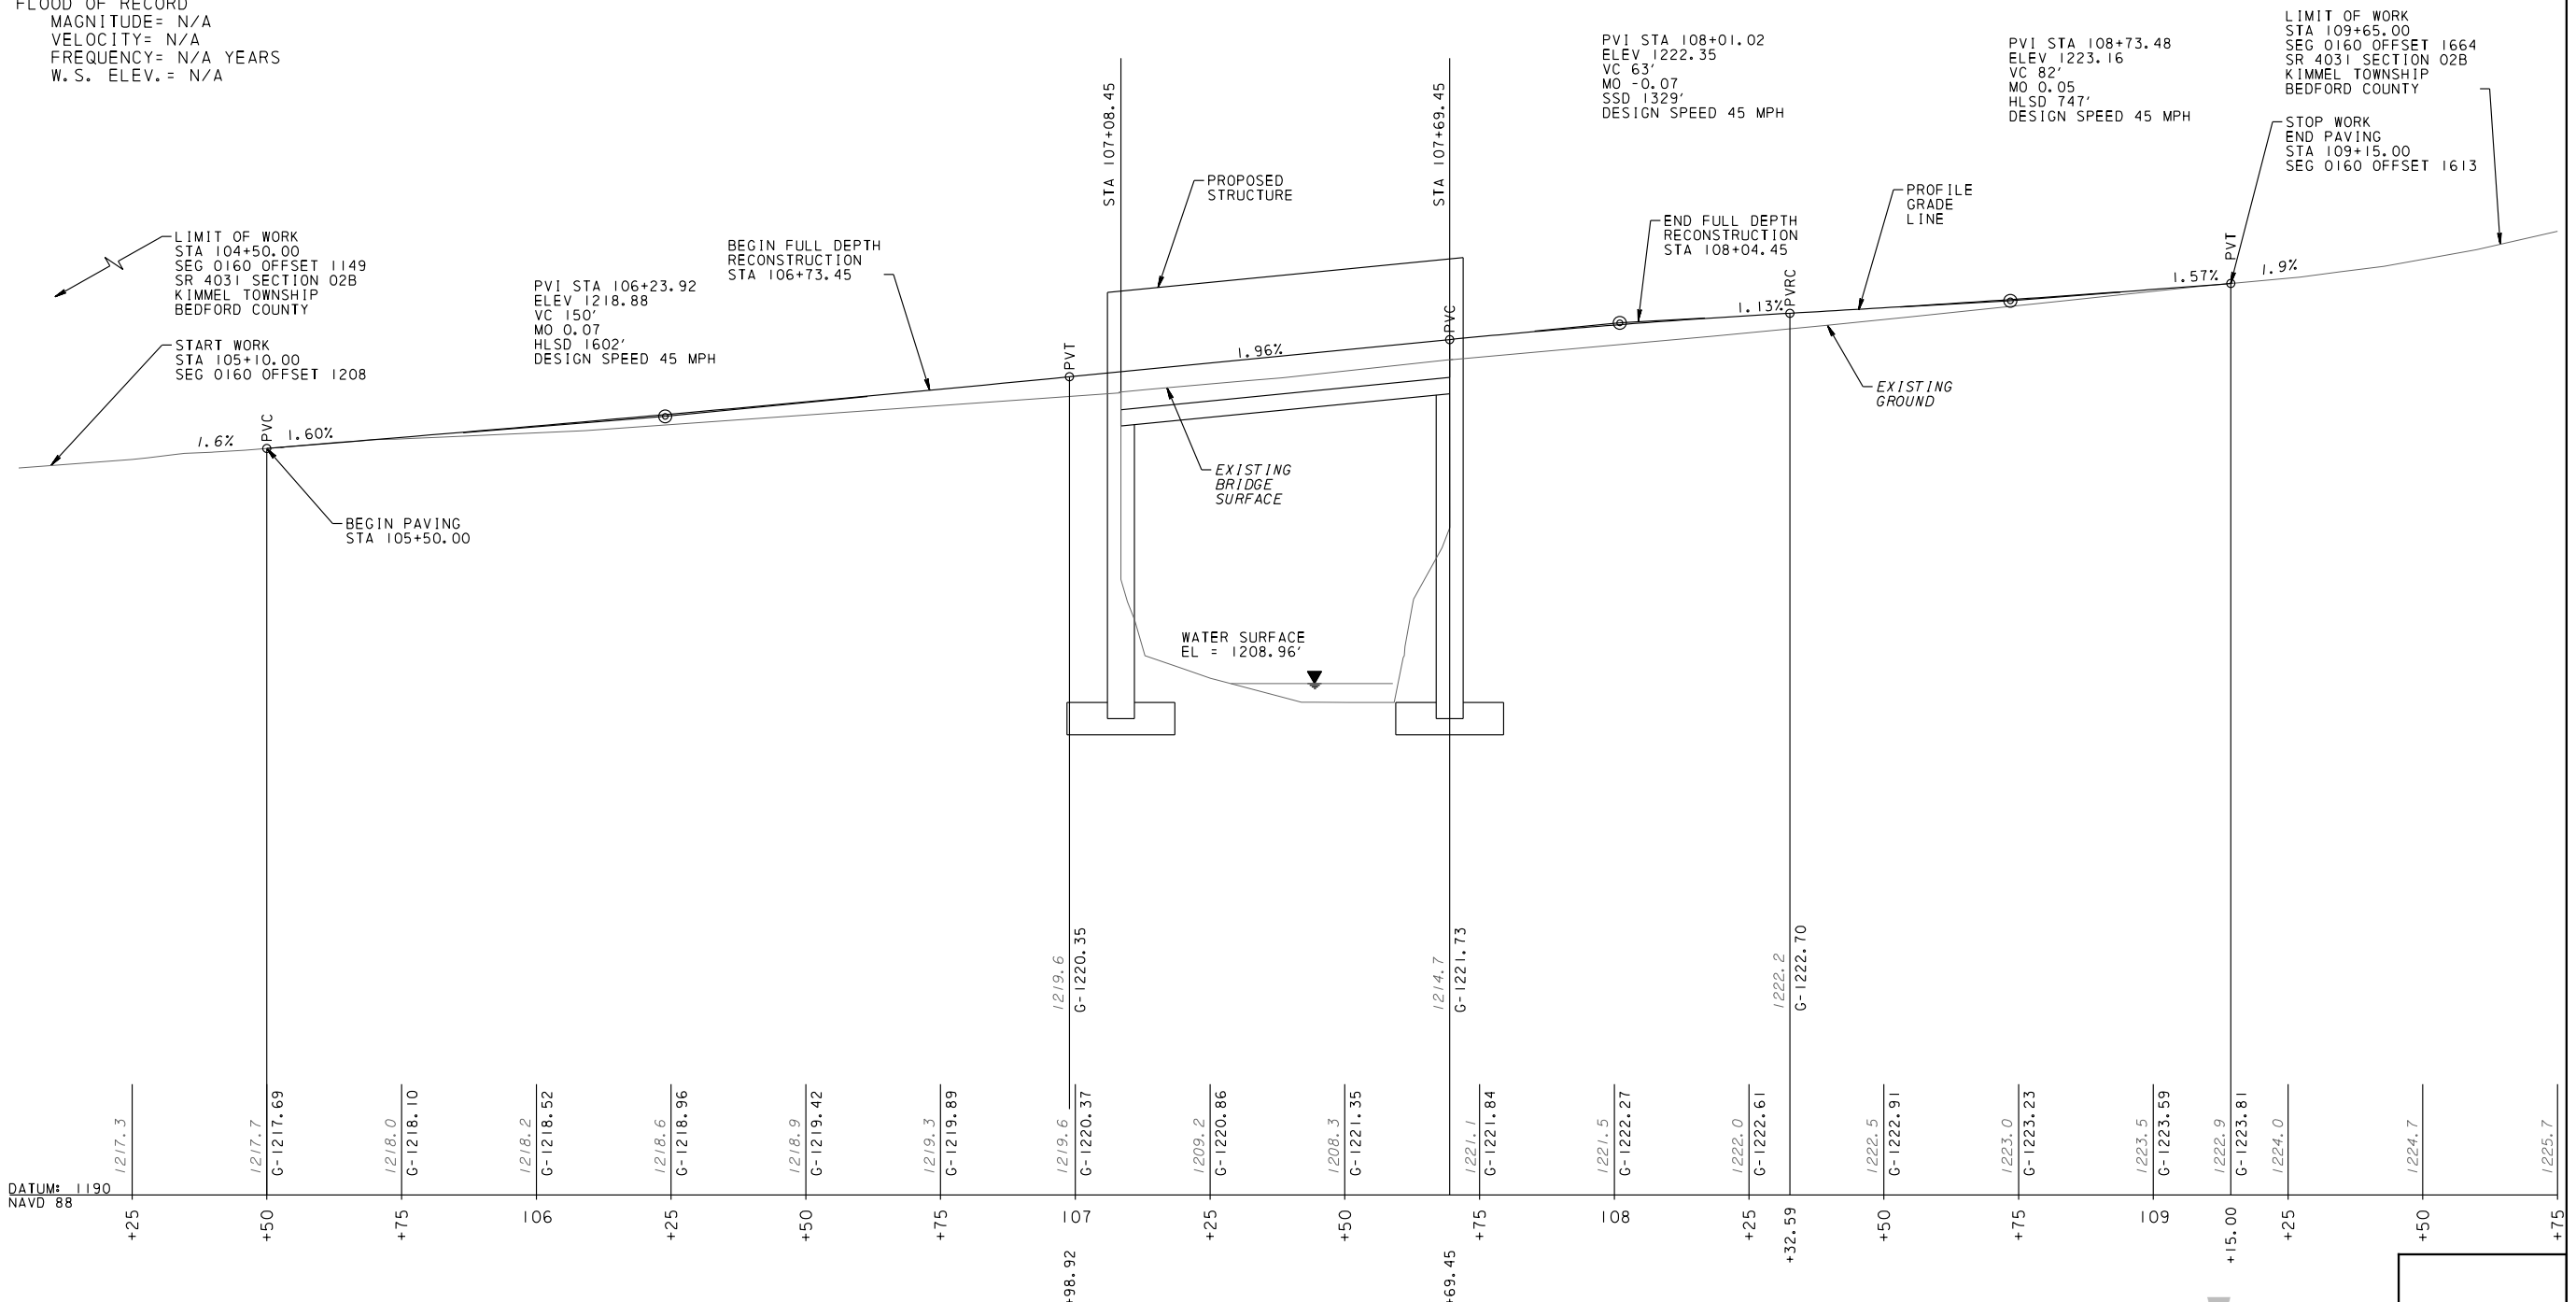 FLOOD OF RECORD
MAGNITUDE= N/A
VELOCITY= N/A
FREQUENCY= N/A YEARS
W.S. ELEV.= N/A
LIMIT OF WORK
STA 104+50.00
SEG 0160 OFFSET 1149
SR 4031 SECTION 02B
KIMMEL TOWNSHIP
BEDFORD COUNTY
START WORK
STA 105+10.00
SEG 0160 OFFSET 1208
1.6%
PVC
1.60%
BEGIN PAVING
STA 105+50.00
PVI STA 106+23.92
ELEV 1218.88
VC 150'
MO 0.07
HLSD 1602'
DESIGN SPEED 45 MPH
BEGIN FULL DEPTH
RECONSTRUCTION
STA 106+73.45
PVT
STA 107+08.45
PROPOSED
STRUCTURE
1.96%
EXISTING
BRIDGE
SURFACE
WATER SURFACE
EL = 1208.96'
STA 107+69.45
PVC
PVI STA 108+01.02
ELEV 1222.35
VC 63'
MO -0.07
SSD 1329'
DESIGN SPEED 45 MPH
END FULL DEPTH
RECONSTRUCTION
STA 108+04.45
1.13%
PVRC
PROFILE
GRADE
LINE
EXISTING
GROUND
PVI STA 108+73.48
ELEV 1223.16
VC 82'
MO 0.05
HLSD 747'
DESIGN SPEED 45 MPH
1.57%
PVT
1.9%
LIMIT OF WORK
STA 109+65.00
SEG 0160 OFFSET 1664
SR 4031 SECTION 02B
KIMMEL TOWNSHIP
BEDFORD COUNTY
STOP WORK
END PAVING
STA 109+15.00
SEG 0160 OFFSET 1613
1219.6
G-1220.35
1214.7
G-1221.73
1222.2
G-1222.70
1217.3
1217.7
G-1217.69
1218.0
G-1218.10
1218.2
G-1218.52
1218.6
G-1218.96
1218.9
G-1219.42
1219.3
G-1219.89
1219.6
G-1220.37
1209.2
G-1220.86
1208.3
G-1221.35
1221.1
G-1221.84
1221.5
G-1222.27
1222.0
G-1222.61
1222.5
G-1222.91
1223.0
G-1223.23
1223.5
G-1223.59
1222.9
G-1223.81
1224.0
1224.7
1225.7
DATUM: 1190
NAVD 88
+25
+50
+75
106
+25
+50
+75
107
+25
+50
+75
108
+25
+32.59
+50
+75
109
+15.00
+25
+50
+75
+98.92
+69.45